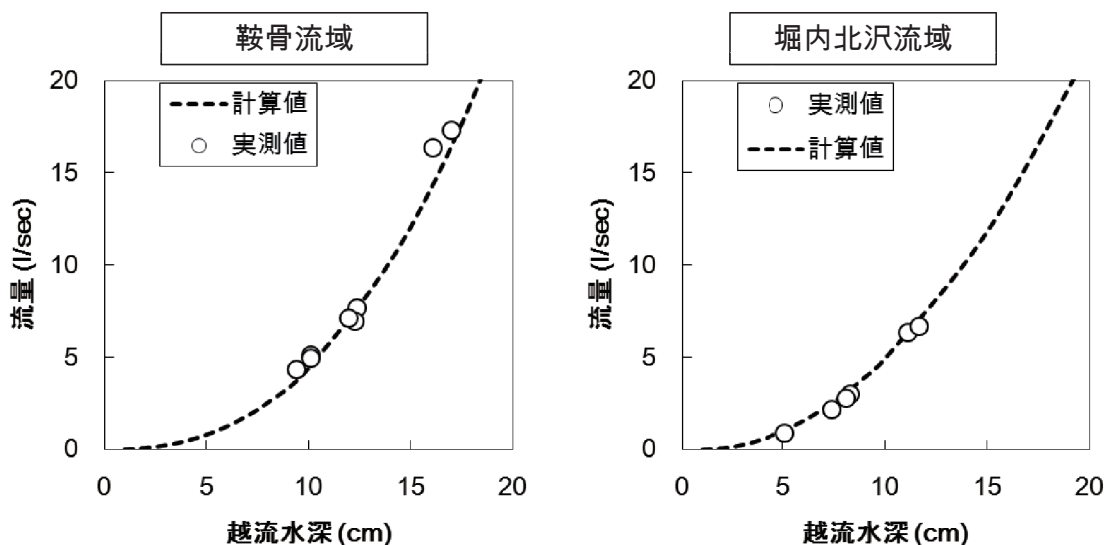 鞍骨流域
20
15
10
5
0
0 5 10 15 20
流量 (l/sec)
越流水深 (cm)
計算値
実測値
堀内北沢流域
20
15
10
5
0
0 5 10 15 20
流量 (l/sec)
越流水深 (cm)
実測値
計算値